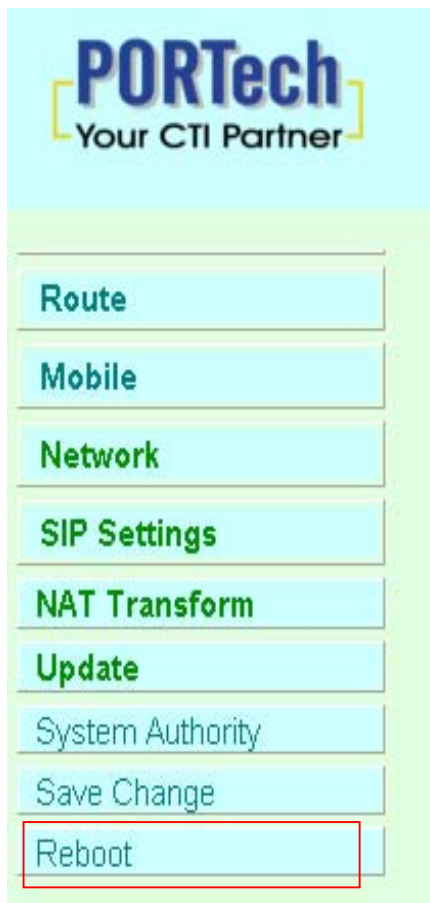 PORTech
Your CTI Partner
Route
Mobile
Network
SIP Settings
NAT Transform
Update
System Authority
Save Change
Reboot